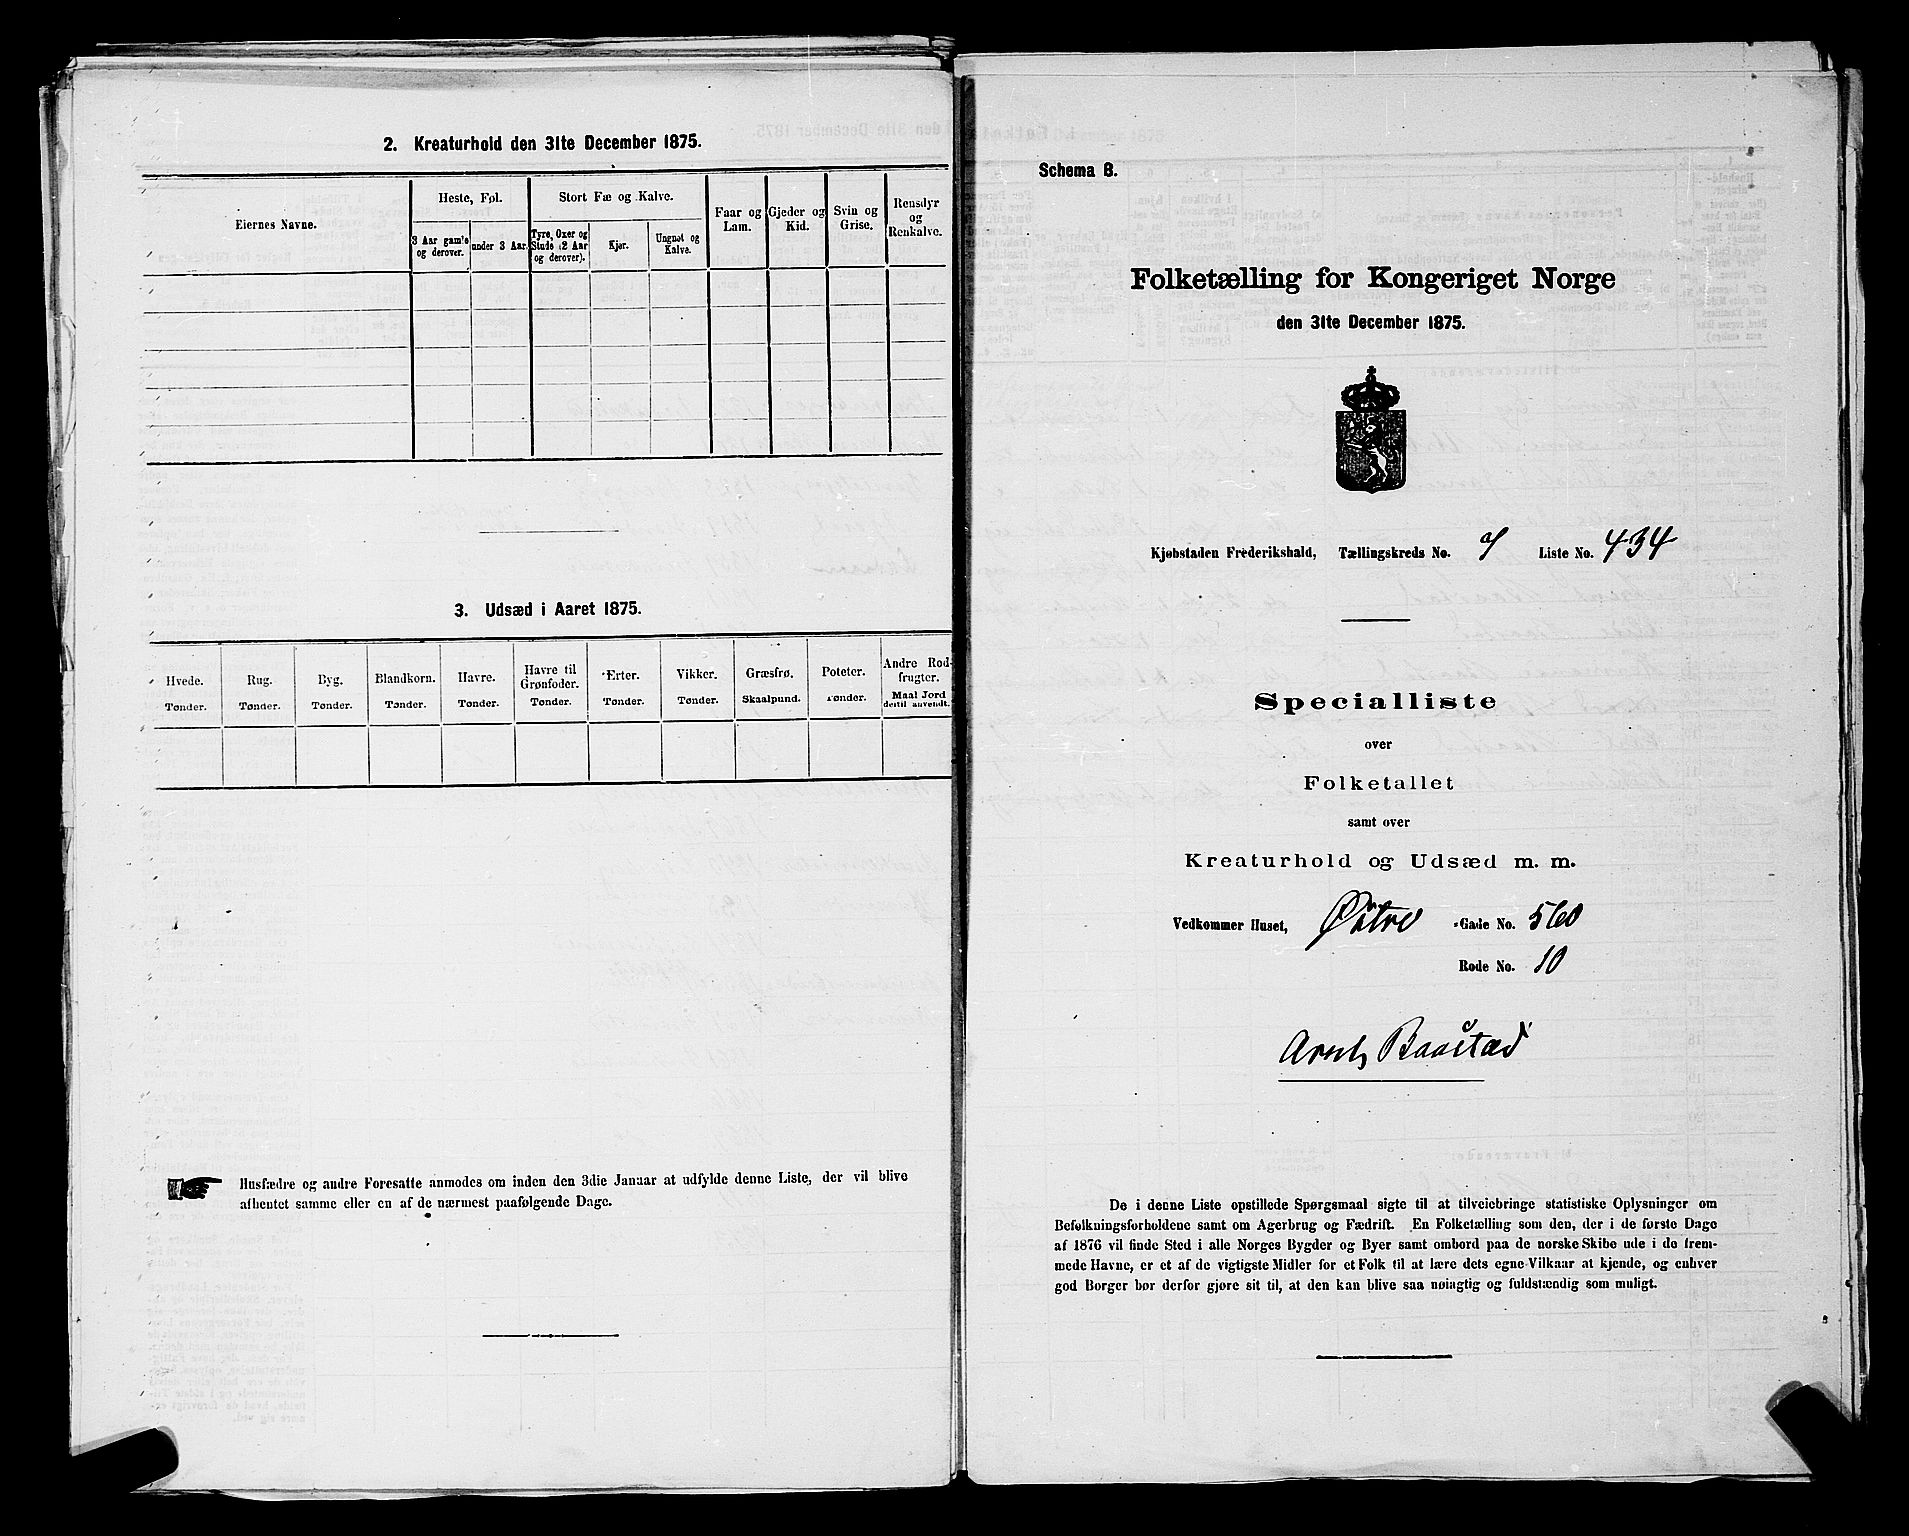 2. Kreaturhold den 31te December 1875.
Eiernes Navne.
Heste, Føl.
Stort Fæ og Kalve.
Faar og Lam.
Gjeder og Kid.
Svin og Grise.
Rensdyr og Renkalve.
3 Aar gamle og derover.
under 3 Aar.
Tyre, Oxer og Stude (2 Aar og derover).
Kjør.
Ungnøt og Kalve.
3. Udsæd i Aaret 1875.
Hvede. Tønder.
Rug. Tønder.
Byg. Tønder.
Blandkorn. Tønder.
Havre. Tønder.
Havre til Grønfoder. Tønder.
Erter. Tønder.
Vikker. Tønder.
Græsfrø. Skaalpund.
Poteter. Tønder.
Andre Rodfrugter. Maal Jord dertil anvendt.
Husfædre og andre Foresatte anmodes om inden den 3die Januar at udfylde denne Liste, der vil blive
afhentet samme eller en af de nærmest paafølgende Dage.
Schema B.
Folketælling for Kongeriget Norge
den 31te December 1875.
Kjøbstaden Frederikshald, Tællingskreds No. Liste No. 434
Specialliste
over
Folketallet
samt over
Kreaturhold og Udsæd m. m.
Vedkommer Huset, Østre -Gade No. 560
Rode No. 10
Arntz Baastad
De i denne Liste opstillede Spørgsmaal sigte til at tilveiebringe statistiske Oplysninger om
Befolkningsforholdene samt om Agerbrug og Fædrift. En Folketælling som den, der i de første Dage
af 1876 vil finde Sted i alle Norges Bygder og Byer samt ombord paa de norske Skibe ude i de frem-
mede Havne, er et af de vigtigste Midler for et Folk til at lære dets egne Vilkaar at kjende, og enhver
god Borger bør derfor gjøre sit til, at den kan blive saa nøiagtig og fuldstændig som muligt.